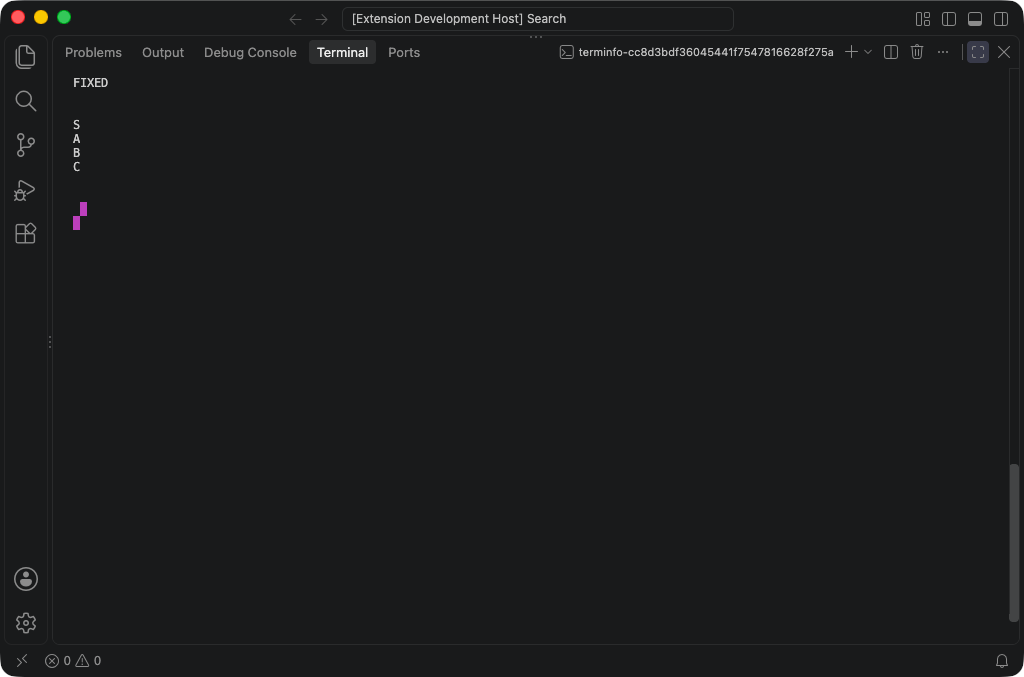 [Extension Development Host] Search
Problems Output Debug Console Terminal Ports terminfo-cc8d3bdf36045441f7547816628f275a
FIXED
S
A
B
C
0 0